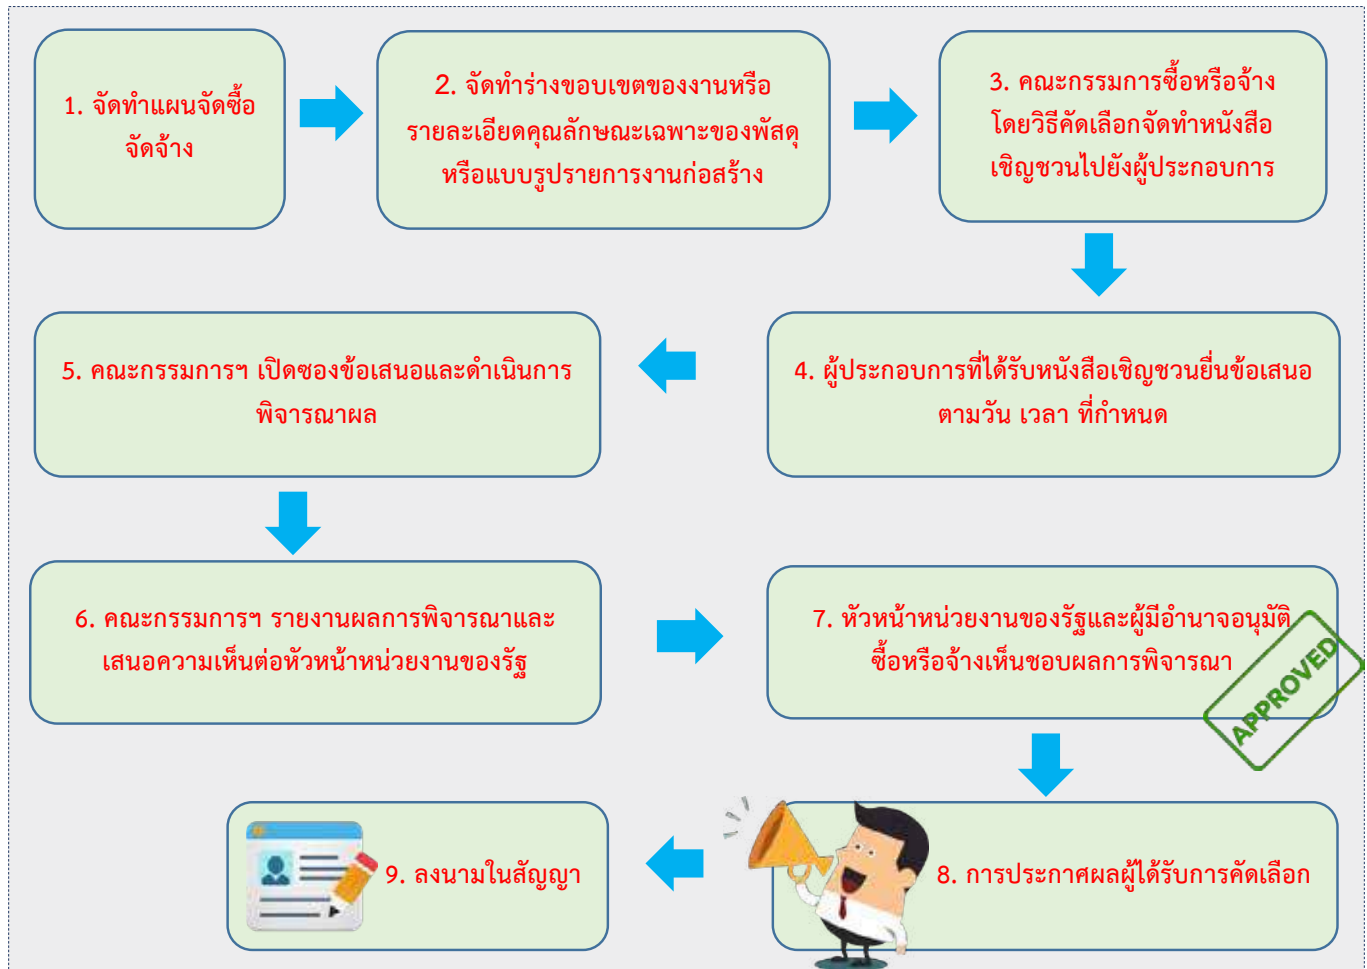 1. จัดทำแผนจัดซื้อ
จัดจ้าง
2. จัดทำร่างขอบเขตของงานหรือ
รายละเอียดคุณลักษณะเฉพาะของพัสดุ
หรือแบบรูปรายการงานก่อสร้าง
3. คณะกรรมการซื้อหรือจ้าง
โดยวิธีคัดเลือกจัดทำหนังสือ
เชิญชวนไปยังผู้ประกอบการ
4. ผู้ประกอบการที่ได้รับหนังสือเชิญชวนยื่นข้อเสนอ
ตามวัน เวลา ที่กำหนด
5. คณะกรรมการฯ เปิดซองข้อเสนอและดำเนินการ
พิจารณาผล
6. คณะกรรมการฯ รายงานผลการพิจารณาและ
เสนอความเห็นต่อหัวหน้าหน่วยงานของรัฐ
7. หัวหน้าหน่วยงานของรัฐและผู้มีอำนาจอนุมัติ
ซื้อหรือจ้างเห็นชอบผลการพิจารณา
APPROVED
8. การประกาศผลผู้ได้รับการคัดเลือก
9. ลงนามในสัญญา